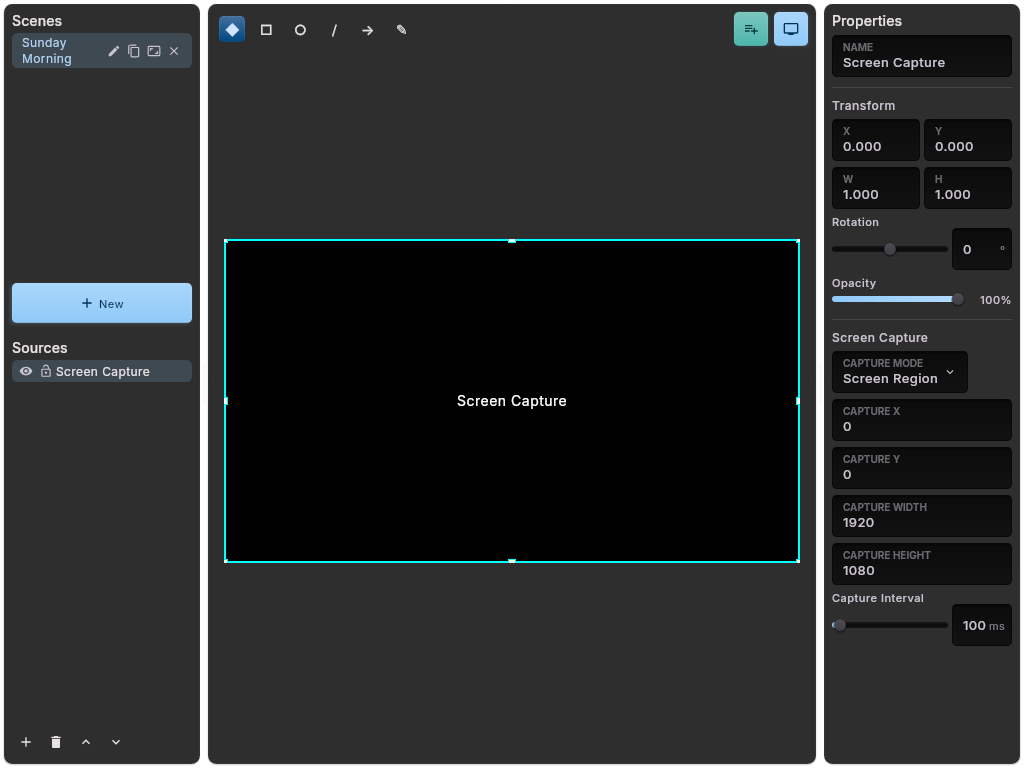 Scenes
Sunday
Morning
New
Sources
Screen Capture
Screen Capture
Properties
NAME
Screen Capture
Transform
X
0.000
Y
0.000
W
1.000
H
1.000
Rotation
0 °
Opacity
100%
Screen Capture
CAPTURE MODE
Screen Region
CAPTURE X
0
CAPTURE Y
0
CAPTURE WIDTH
1920
CAPTURE HEIGHT
1080
Capture Interval
100 ms